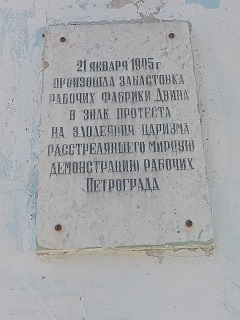 21 января 1905 г
произошла забастовка
рабочих фабрики Двина
в знак протеста
на злодеяния царизма
расстрелявшего мирную
демонстрацию рабочих
Петрограда